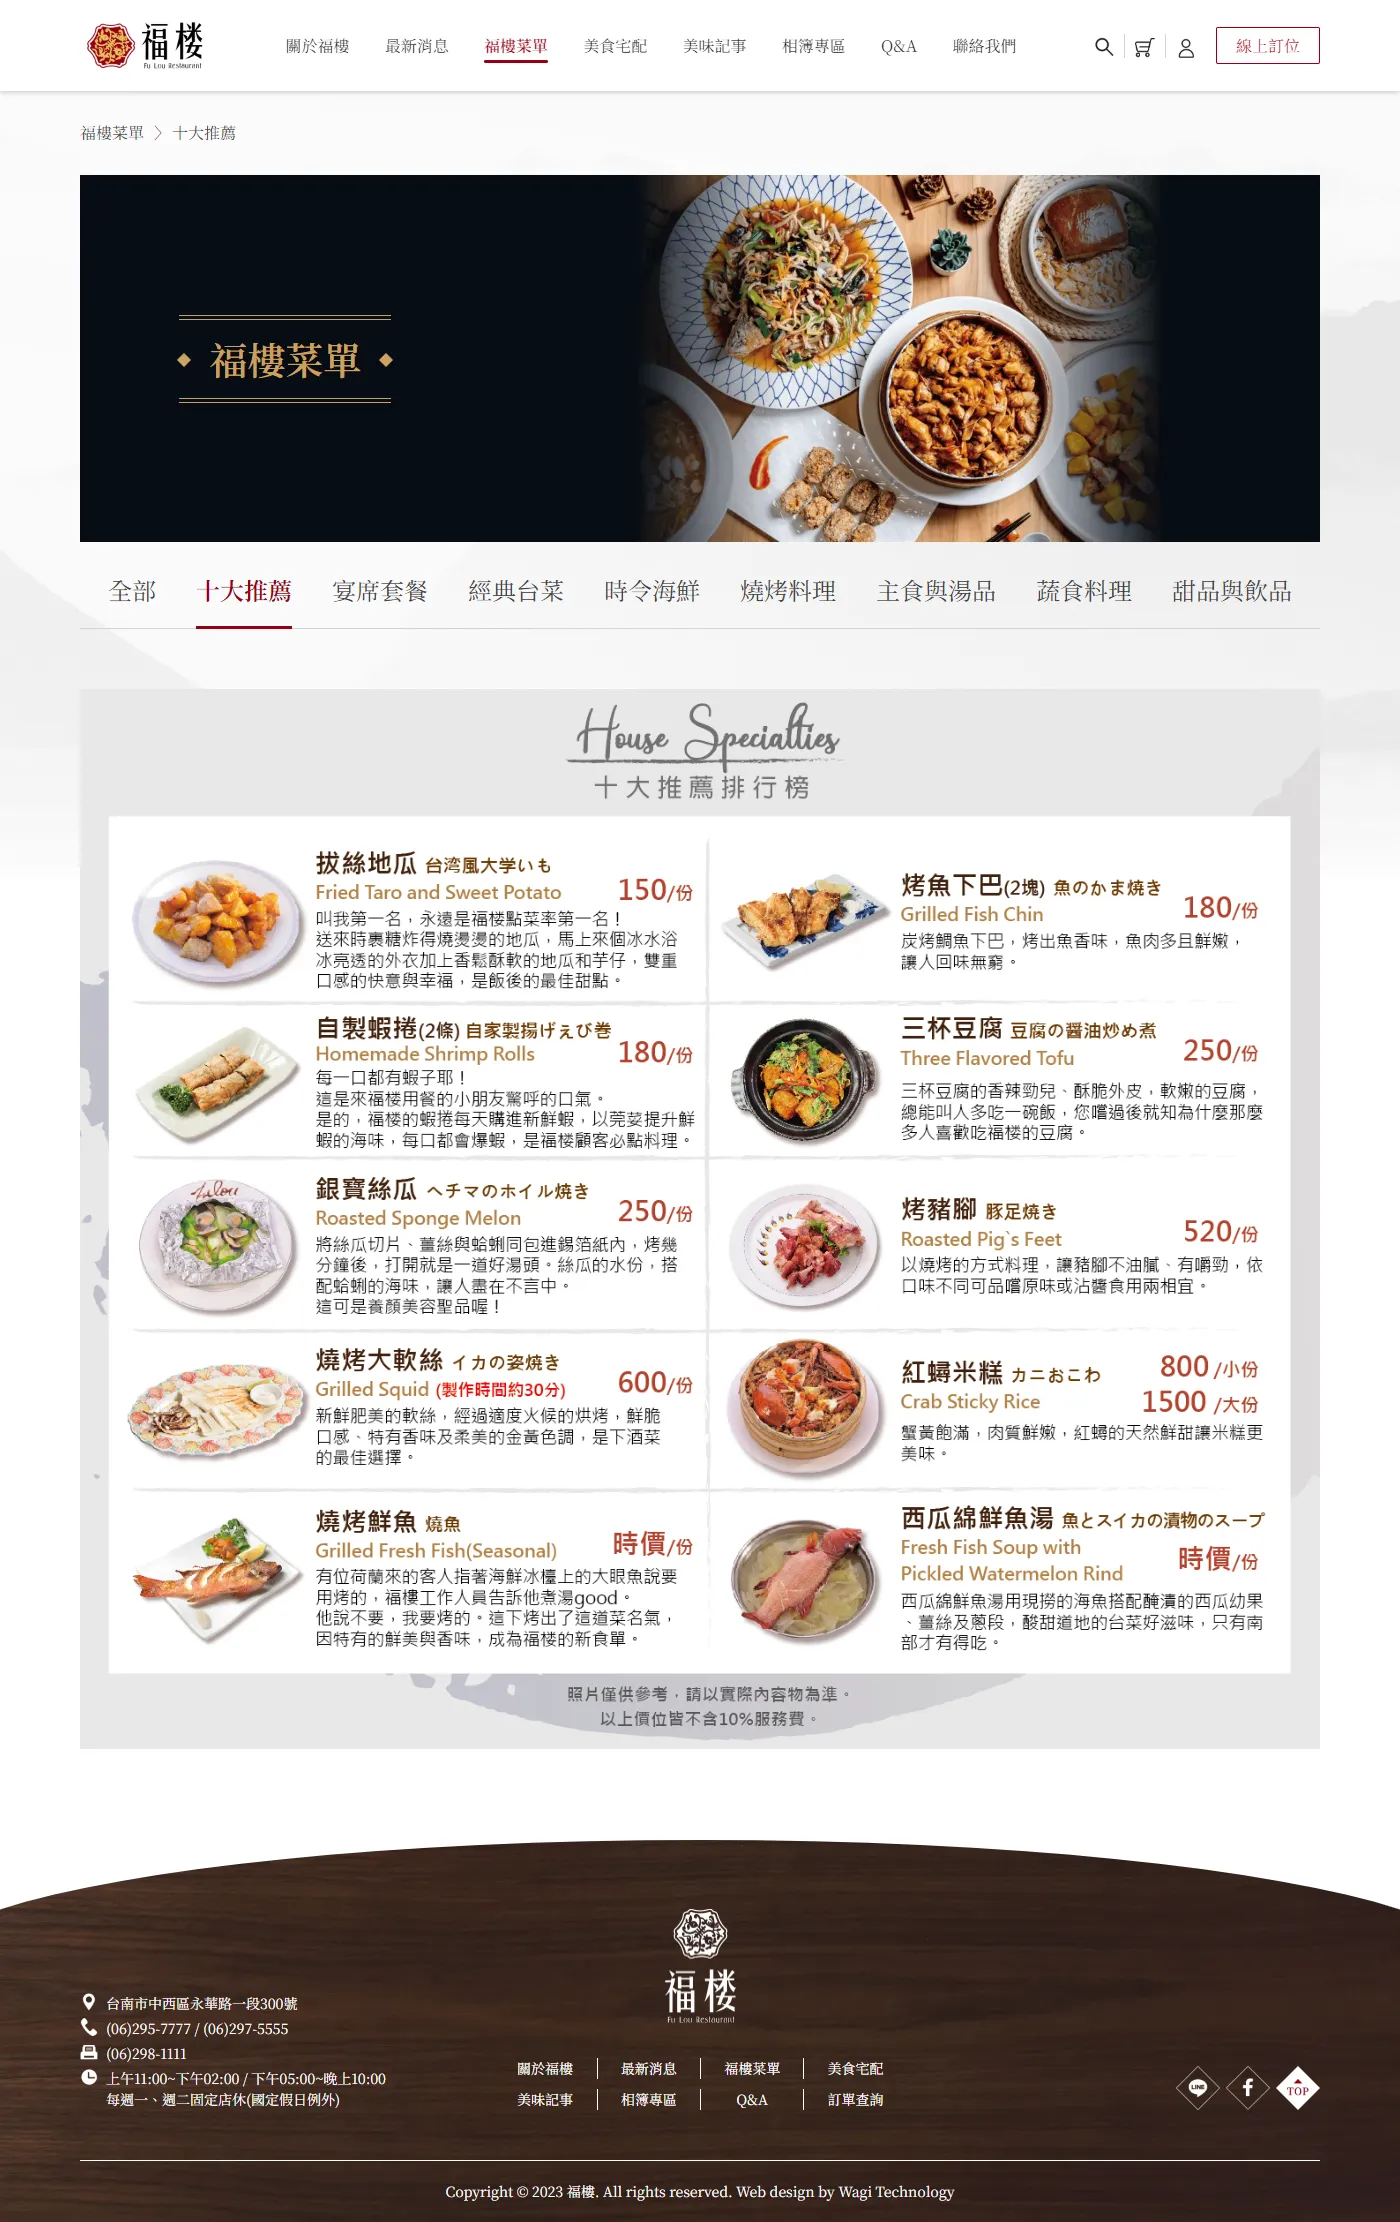 福楼
Fu Lou Restaurant
關於福樓
最新消息
福樓菜單
美食宅配
美味記事
相簿專區
Q&A
聯絡我們
線上訂位
福樓菜單 〉 十大推薦
福樓菜單
全部
十大推薦
宴席套餐
經典台菜
時令海鮮
燒烤料理
主食與湯品
蔬食料理
甜品與飲品
House Specialties
十大推薦排行榜
拔絲地瓜 台湾風大学いも
Fried Taro and Sweet Potato
150/份
叫我第一名，永遠是福楼點菜率第一名！
送來時裹糖炸得燒燙燙的地瓜，馬上來個冰水浴
冰亮透的外衣加上香鬆酥軟的地瓜和芋仔，雙重
口感的快意與幸福，是飯後的最佳甜點。
烤魚下巴(2塊) 魚のかま焼き
Grilled Fish Chin
180/份
炭烤鯛魚下巴，烤出魚香味，魚肉多且鮮嫩，
讓人回味無窮。
自製蝦捲(2條) 自家製揚げえび巻
Homemade Shrimp Rolls
180/份
每一口都有蝦子耶！
這是來福楼用餐的小朋友驚呼的口氣。
是的，福楼的蝦捲每天購進新鮮蝦，以莞荽提升鮮
蝦的海味，每口都會爆蝦，是福楼顧客必點料理。
三杯豆腐 豆腐の醤油炒め煮
Three Flavored Tofu
250/份
三杯豆腐的香辣勁兒、酥脆外皮，軟嫩的豆腐，
總能叫人多吃一碗飯，您嚐過後就知為什麼那麼
多人喜歡吃福楼的豆腐。
銀寶絲瓜 ヘチマのホイル焼き
Roasted Sponge Melon
250/份
將絲瓜切片、薑絲與蛤蜊同包進錫箔紙內，烤幾
分鐘後，打開就是一道好湯頭。絲瓜的水份，搭
配蛤蜊的海味，讓人盡在不言中。
這可是養顏美容聖品喔！
烤豬腳 豚足焼き
Roasted Pig`s Feet
520/份
以燒烤的方式料理，讓豬腳不油膩、有嚼勁，依
口味不同可品嚐原味或沾醬食用兩相宜。
燒烤大軟絲 イカの姿焼き
Grilled Squid (製作時間約30分)
600/份
新鮮肥美的軟絲，經過適度火候的烘烤，鮮脆
口感、特有香味及柔美的金黃色調，是下酒菜
的最佳選擇。
紅蟳米糕 カニおこわ
Crab Sticky Rice
800 /小份
1500 /大份
蟹黃飽滿，肉質鮮嫩，紅蟳的天然鮮甜讓米糕更
美味。
燒烤鮮魚 燒魚
Grilled Fresh Fish(Seasonal)
時價/份
有位荷蘭來的客人指著海鮮冰檯上的大眼魚說要
用烤的，福樓工作人員告訴他煮湯good。
他說不要，我要烤的。這下烤出了這道菜名氣，
因特有的鮮美與香味，成為福楼的新食單。
西瓜綿鮮魚湯 魚とスイカの漬物のスープ
Fresh Fish Soup with
Pickled Watermelon Rind
時價/份
西瓜綿鮮魚湯用現撈的海魚搭配醃漬的西瓜幼果
、薑絲及蔥段，酸甜道地的台菜好滋味，只有南
部才有得吃。
照片僅供參考，請以實際內容物為準。
以上價位皆不含10%服務費。
福楼
Fu Lou Restaurant
台南市中西區永華路一段300號
(06)295-7777 / (06)297-5555
(06)298-1111
上午11:00~下午02:00 / 下午05:00~晚上10:00
每週一、週二固定店休(國定假日例外)
關於福樓
最新消息
福樓菜單
美食宅配
美味記事
相簿專區
Q&A
訂單查詢
LINE
TOP
Copyright © 2023 福樓. All rights reserved. Web design by Wagi Technology